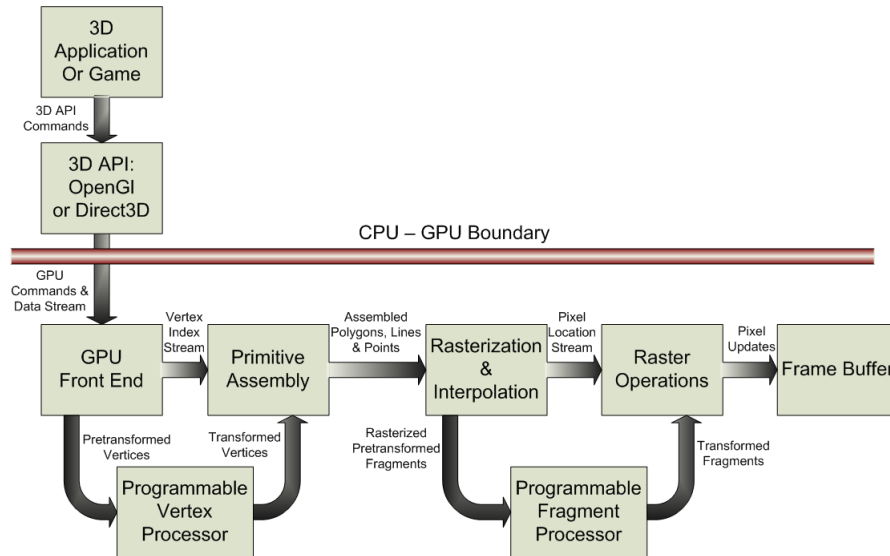 3D
Application
Or Game
3D API
Commands
3D API:
OpenGl
or Direct3D
CPU – GPU Boundary
GPU
Commands &
Data Stream
GPU
Front End
Vertex
Index
Stream
Primitive
Assembly
Assembled
Polygons, Lines
& Points
Rasterization
&
Interpolation
Pixel
Location
Stream
Raster
Operations
Pixel
Updates
Frame Buffer
Pretransformed
Vertices
Transformed
Vertices
Rasterized
Pretransformed
Fragments
Transformed
Fragments
Programmable
Vertex
Processor
Programmable
Fragment
Processor